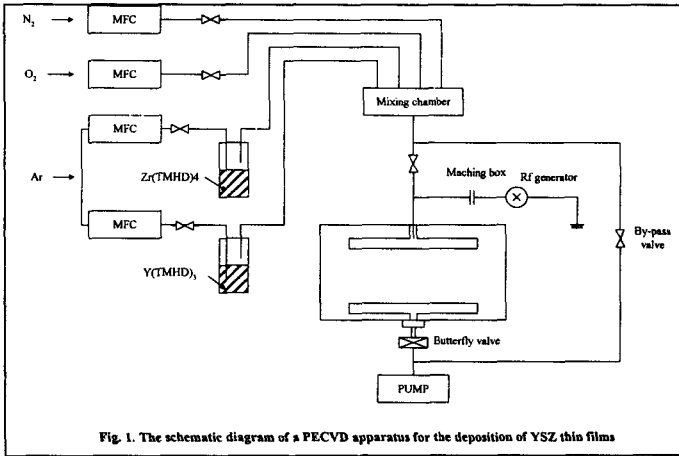 N2
MFC
O2
MFC
Mixing chamber
MFC
Ar
Zr(TMHD)4
Maching box
Rf generator
MFC
By-pass
valve
Y(TMHD)3
Butterfly valve
PUMP
Fig. 1. The schematic diagram of a PECVD apparatus for the deposition of YSZ thin films